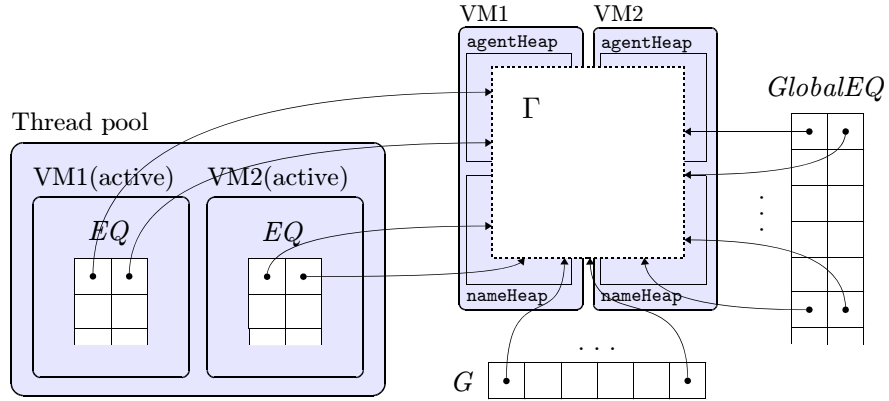 VM1 VM2
agentHeap agentHeap
GlobalEQ
Γ
Thread pool
VM1(active) VM2(active)
EQ EQ
nameHeap nameHeap
. . .
. . .
G